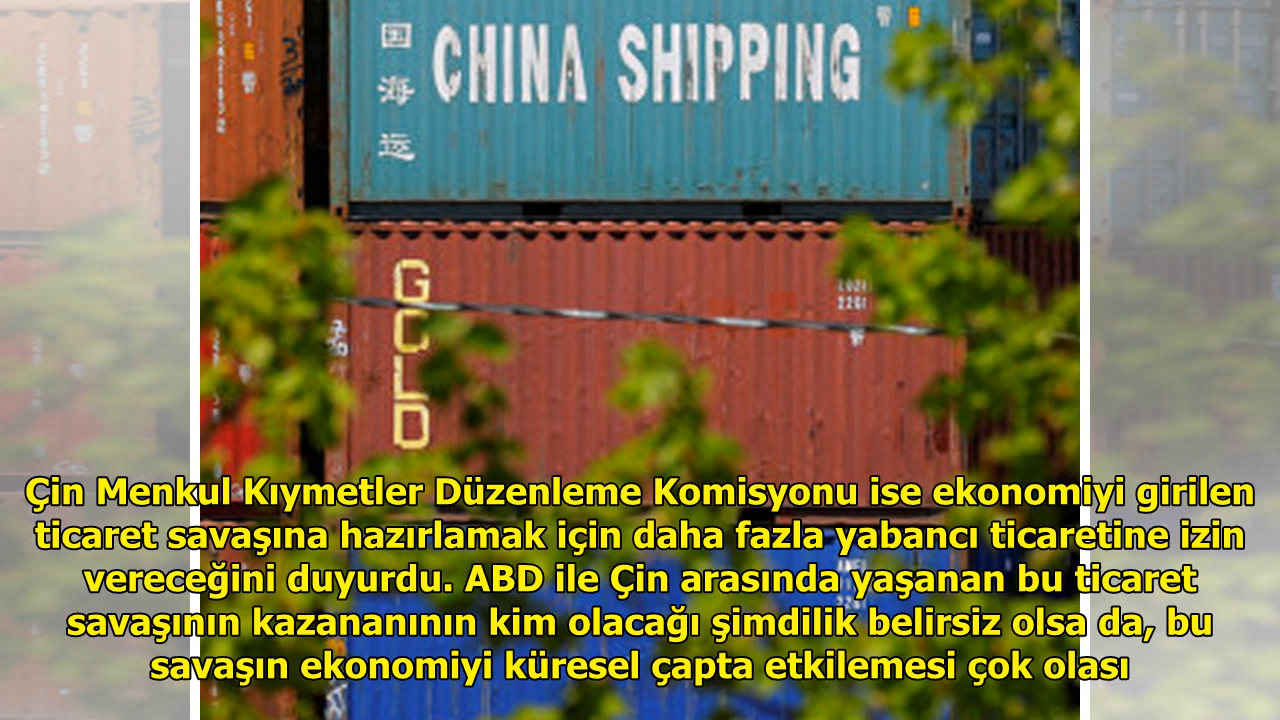 CHINA SHIPPING
国
海
运
GOLD
22G1
Çin Menkul Kıymetler Düzenleme Komisyonu ise ekonomiyi girilen
ticaret savaşına hazırlamak için daha fazla yabancı ticaretine izin
vereceğini duyurdu. ABD ile Çin arasında yaşanan bu ticaret
savaşının kazananının kim olacağı şimdilik belirsiz olsa da, bu
savaşın ekonomiyi küresel çapta etkilemesi çok olası